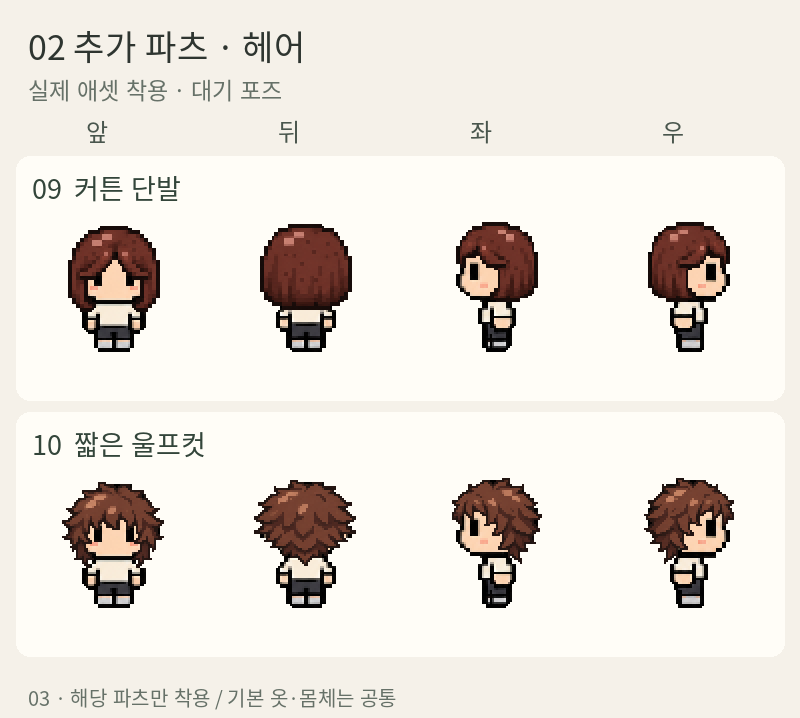 02 추가 파츠 · 헤어
실제 애셋 착용 · 대기 포즈
앞 뒤 좌 우
09 커튼 단발
10 짧은 울프컷
03 · 해당 파츠만 착용 / 기본 옷·몸체는 공통